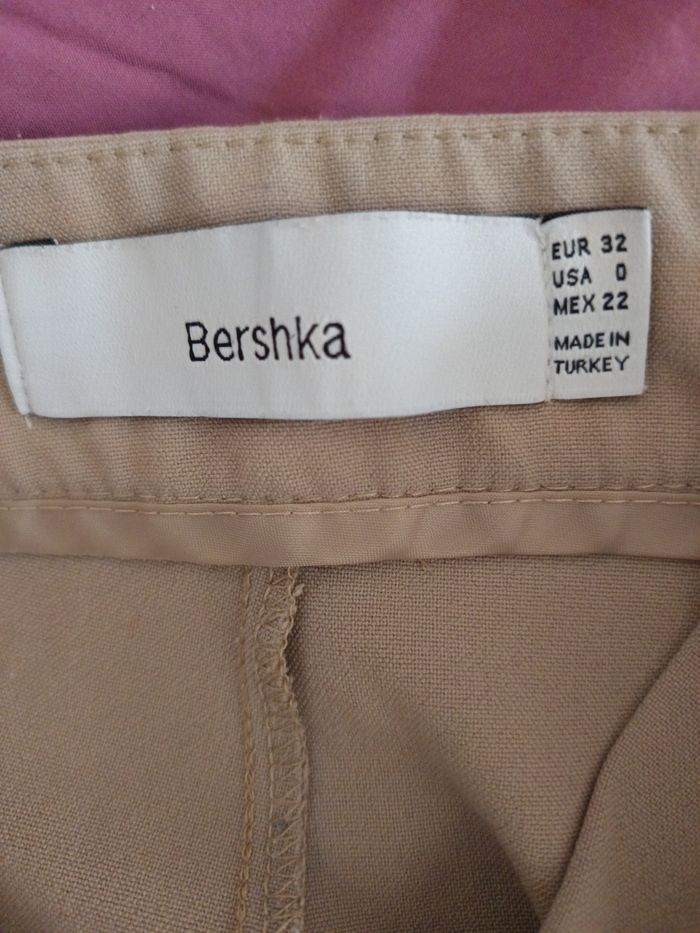 Bershka
EUR 32
USA 0
MEX 22
MADE IN
TURKEY